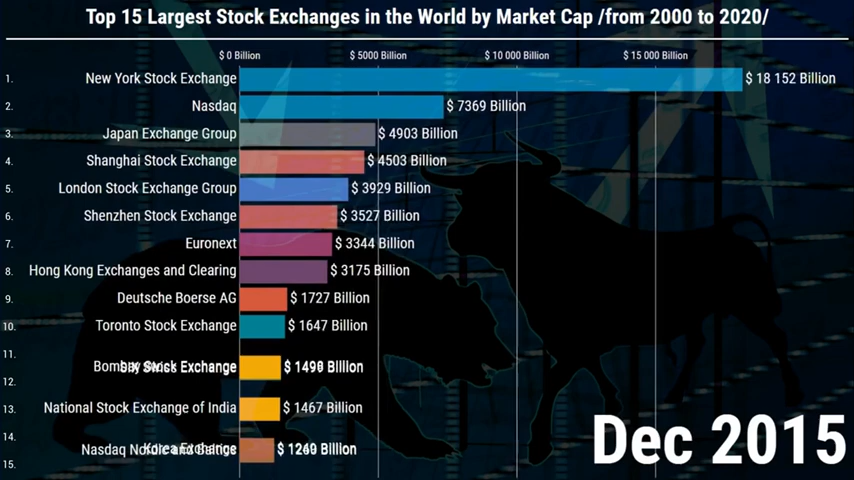 Top 15 Largest Stock Exchanges in the World by Market Cap /from 2000 to 2020/
$ 0 Billion $ 5000 Billion $ 10 000 Billion $ 15 000 Billion
1. New York Stock Exchange $ 18 152 Billion
2. Nasdaq $ 7369 Billion
3. Japan Exchange Group $ 4903 Billion
4. Shanghai Stock Exchange $ 4503 Billion
5. London Stock Exchange Group $ 3929 Billion
6. Shenzhen Stock Exchange $ 3527 Billion
7. Euronext $ 3344 Billion
8. Hong Kong Exchanges and Clearing $ 3175 Billion
9. Deutsche Boerse AG $ 1727 Billion
10. Toronto Stock Exchange $ 1647 Billion
11.
Exchange Billion
12.
13. National Stock Exchange of India $ 1467 Billion
14.
Billion
15.
Dec 2015